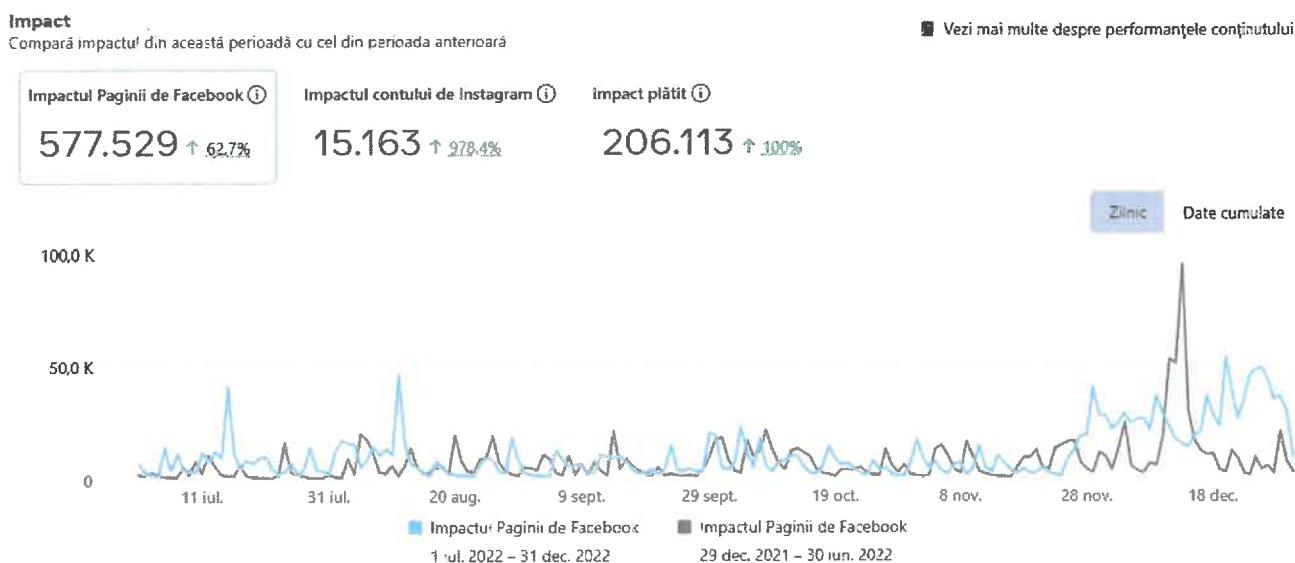 Impact
Compară impactul din această perioadă cu cel din perioada anterioară
Vezi mai multe despre performanțele conținutului
Impactul Paginii de Facebook
577.529 ↑ 62,7%
Impactul contului de Instagram
15.163 ↑ 978,4%
Impact plătit
206.113 ↑ 100%
Zilnic
Date cumulate
100,0 K
50,0 K
0
11 iul. 31 iul. 20 aug. 9 sept. 29 sept. 19 oct. 8 nov. 28 nov. 18 dec.
Impactul Paginii de Facebook
1 iul. 2022 – 31 dec. 2022
Impactul Paginii de Facebook
29 dec. 2021 – 30 iun. 2022